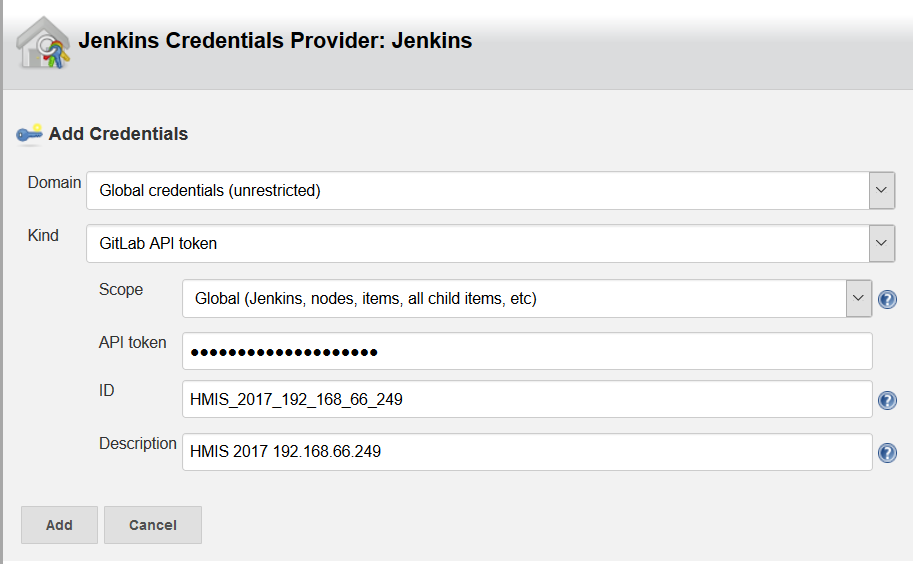 Jenkins Credentials Provider: Jenkins
Add Credentials
Domain Global credentials (unrestricted)
Kind GitLab API token
Scope Global (Jenkins, nodes, items, all child items, etc)
API token ••••••••••••••••••••
ID HMIS_2017_192_168_66_249
Description HMIS 2017 192.168.66.249
Add Cancel